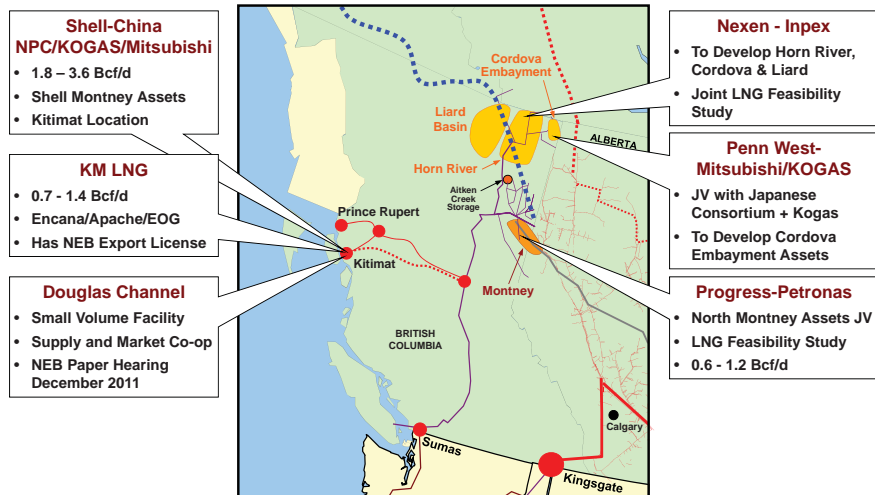 Shell-China
NPC/KOGAS/Mitsubishi
• 1.8 – 3.6 Bcf/d
• Shell Montney Assets
• Kitimat Location
KM LNG
• 0.7 - 1.4 Bcf/d
• Encana/Apache/EOG
• Has NEB Export License
Douglas Channel
• Small Volume Facility
• Supply and Market Co-op
• NEB Paper Hearing
December 2011
Cordova
Embayment
Liard
Basin
ALBERTA
Horn River
Aitken
Creek
Storage
Prince Rupert
Kitimat
Montney
BRITISH
COLUMBIA
Calgary
Sumas
Kingsgate
Nexen - Inpex
• To Develop Horn River,
Cordova & Liard
• Joint LNG Feasibility
Study
Penn West-
Mitsubishi/KOGAS
• JV with Japanese
Consortium + Kogas
• To Develop Cordova
Embayment Assets
Progress-Petronas
• North Montney Assets JV
• LNG Feasibility Study
• 0.6 - 1.2 Bcf/d